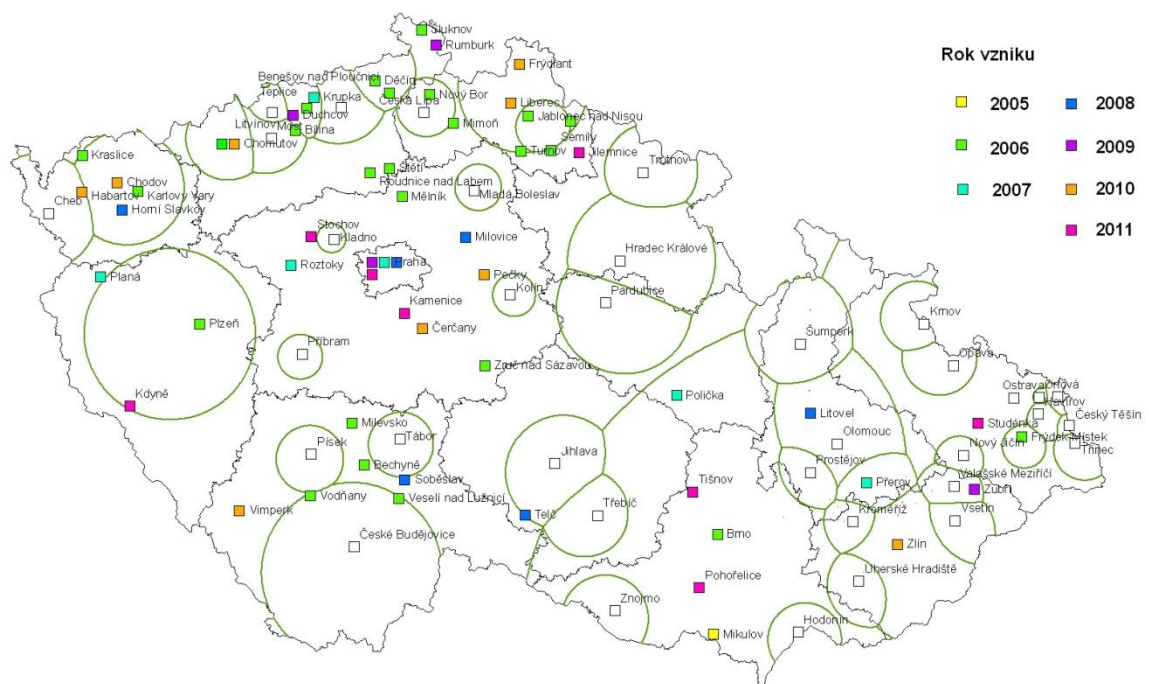 Šluknov
Rumburk
Frýdlant
Rok vzniku
2005
2008
2006
2009
2007
2010
2011
Benešov nad Ploučnicí
Děčín
Teplice
Krupka
Česká Lípa
Nový Bor
Liberec
Jablonec nad Nisou
Duchcov
Litvínov
Most
Bílina
Mimoň
Semily
Turnov
Jilemnice
Chomutov
Trutnov
Kraslice
Štětí
Roudnice nad Labem
Chodov
Habartov
Karlovy Vary
Mělník
Mladá Boleslav
Cheb
Horní Slavkov
Stochov
Kladno
Milovice
Hradec Králové
Roztoky
Praha
Planá
Pečky
Kolín
Pardubice
Kamenice
Plzeň
Čerčany
Krnov
Šumperk
Příbram
Opava
Zruč nad Sázavou
Kdyně
Polička
Ostrava
Orlová
Havířov
Český Těšín
Litovel
Studénka
Milevsko
Písek
Tábor
Olomouc
Frýdek-Místek
Třinec
Nový Jičín
Jihlava
Bechyně
Soběslav
Prostějov
Valašské Meziříčí
Tišnov
Přerov
Zubří
Vodňany
Veselí nad Lužnicí
Vimperk
Telč
Třebíč
Kroměříž
Vsetín
České Budějovice
Brno
Zlín
Pohořelice
Uherské Hradiště
Znojmo
Mikulov
Hodonín